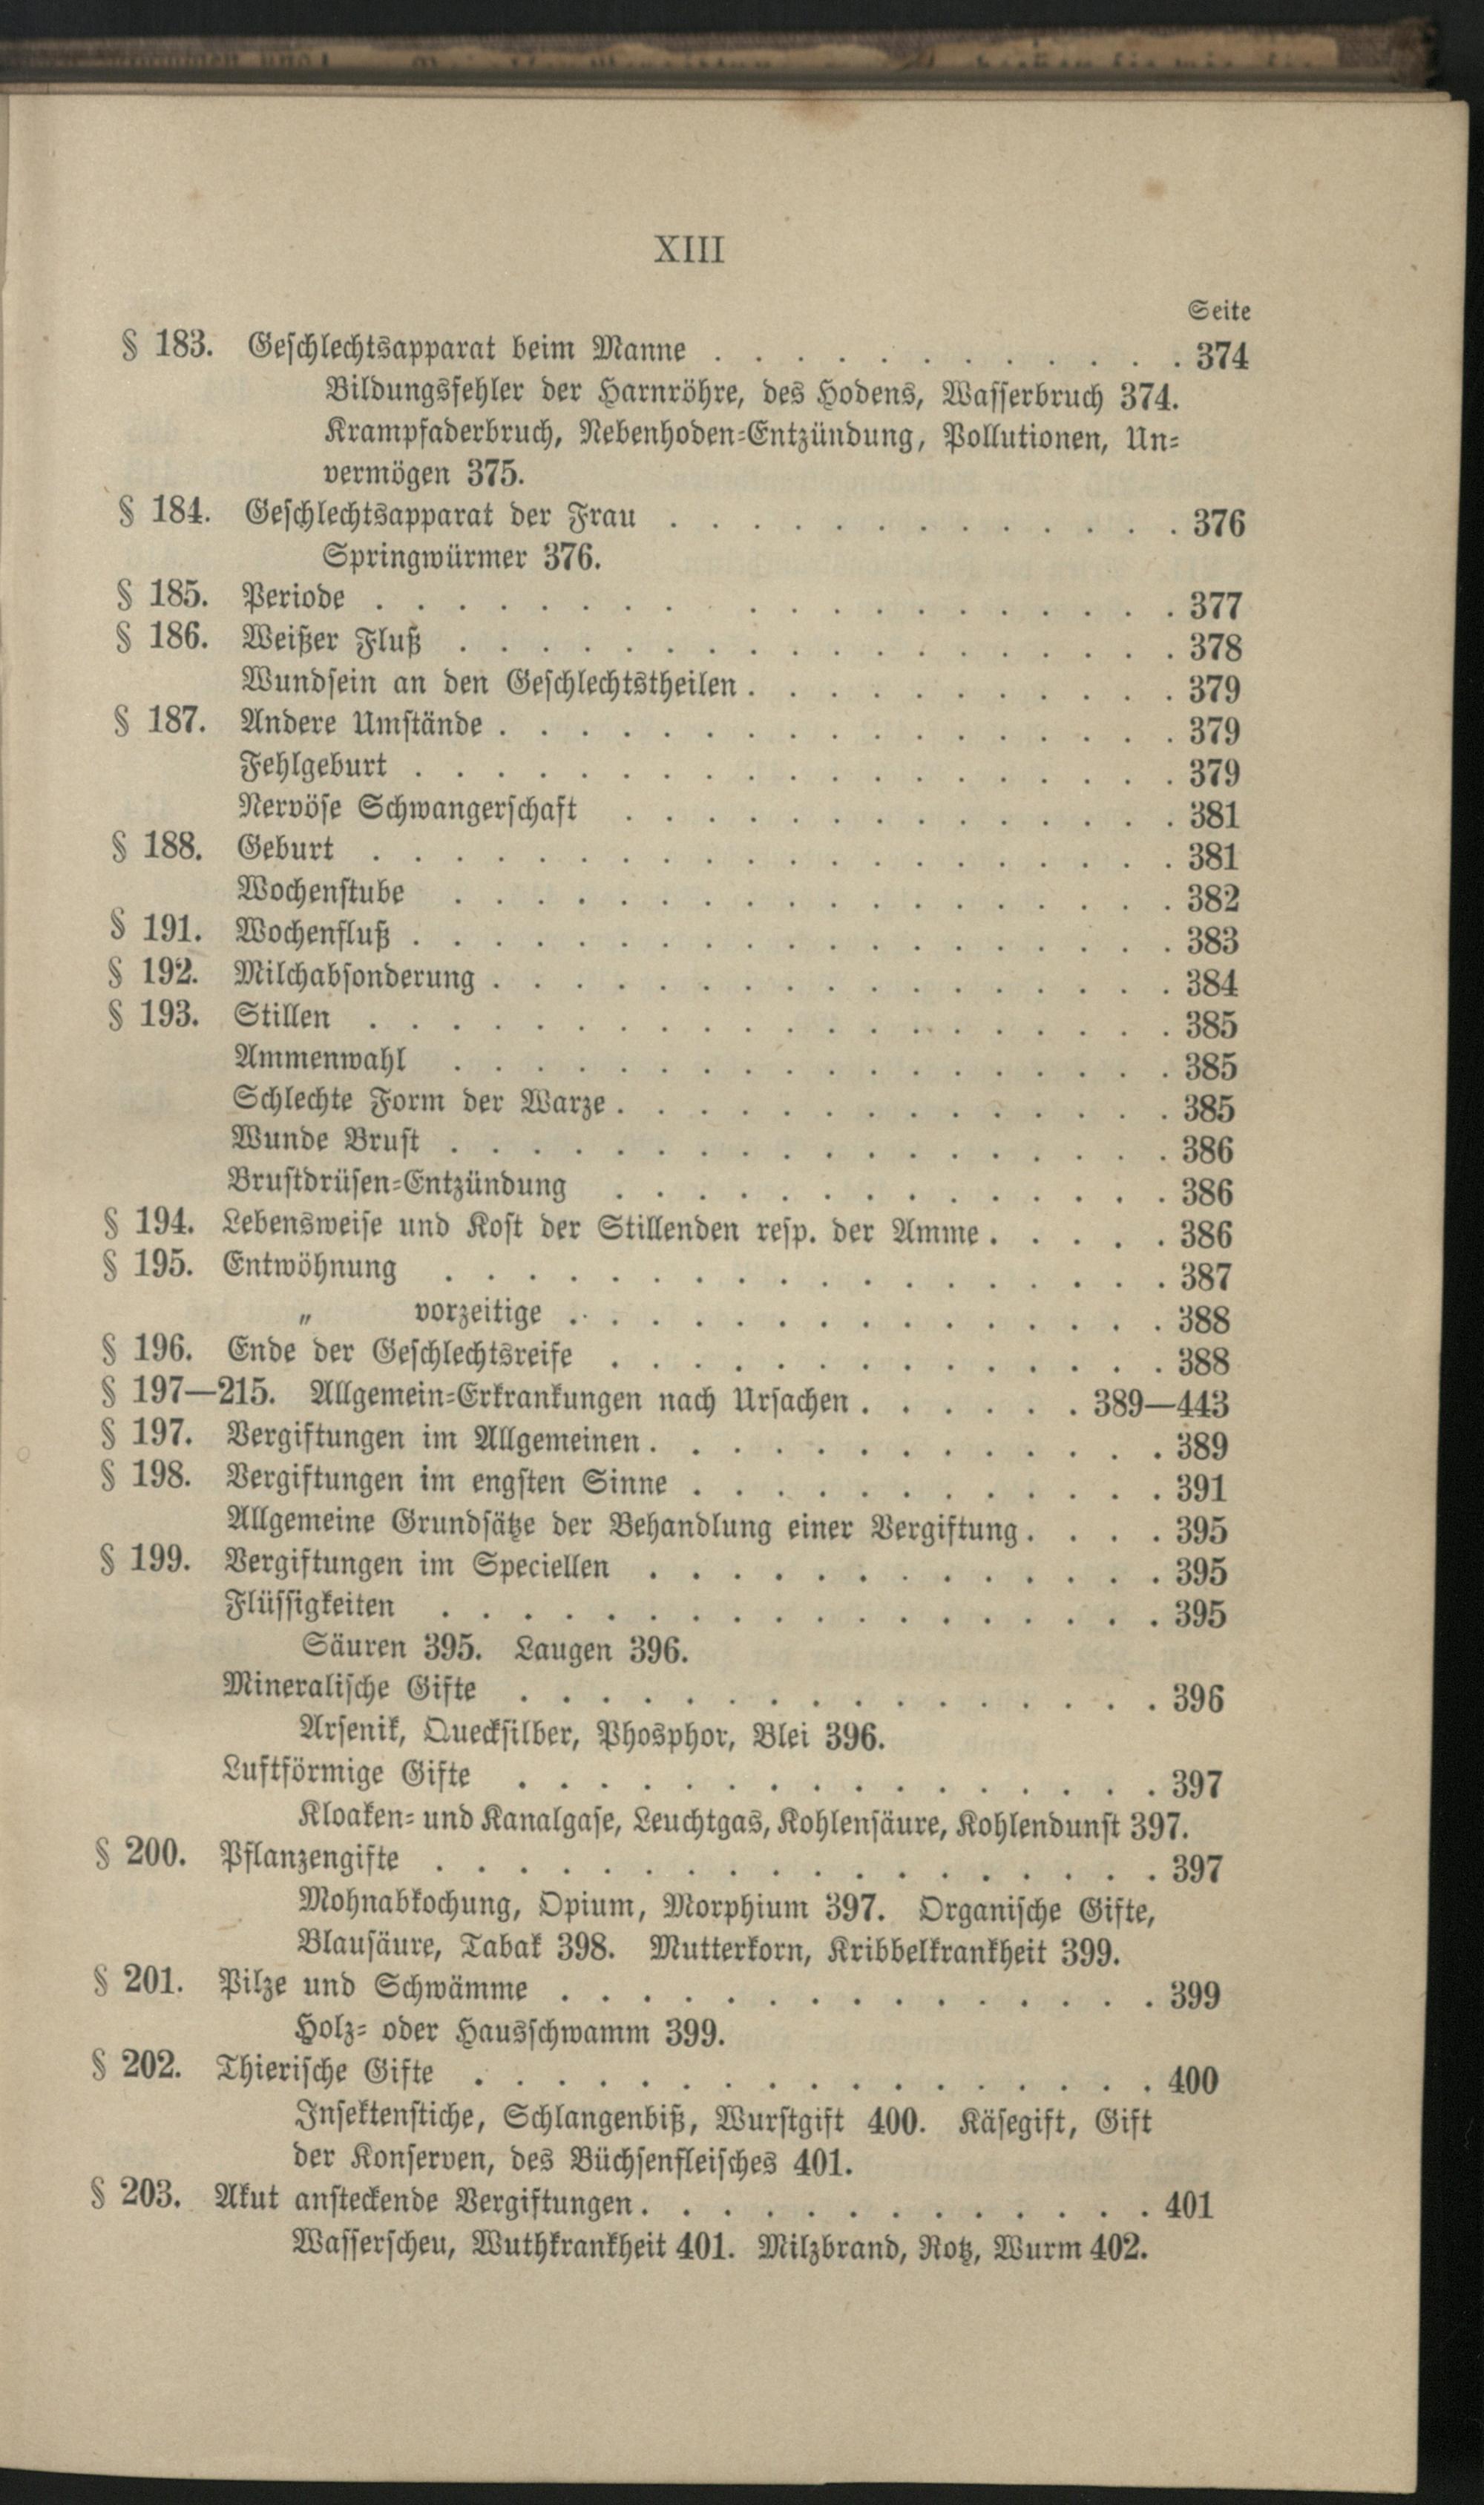 XIII
Seite
§ 183. Geschlechtsapparat beim Manne . . . . . . . . . . . . 374
Bildungsfehler der Harnröhre, des Hodens, Wasserbruch 374.
Krampfaderbruch, Nebenhoden-Entzündung, Pollutionen, Un-
vermögen 375.
§ 184. Geschlechtsapparat der Frau . . . . . . . . . . . . . 376
Springwürmer 376.
§ 185. Periode . . . . . . . . . . . . . . . . . . . 377
§ 186. Weißer Fluß . . . . . . . . . . . . . . . . . . 378
Wundsein an den Geschlechtstheilen . . . . . . . . . . . 379
§ 187. Andere Umstände . . . . . . . . . . . . . . . . . 379
Fehlgeburt . . . . . . . . . . . . . . . . . . . 379
Nervöse Schwangerschaft . . . . . . . . . . . . . . 381
§ 188. Geburt . . . . . . . . . . . . . . . . . . . . 381
Wochenstube . . . . . . . . . . . . . . . . . . 382
§ 191. Wochenfluß . . . . . . . . . . . . . . . . . . . 383
§ 192. Milchabsonderung . . . . . . . . . . . . . . . . . 384
§ 193. Stillen . . . . . . . . . . . . . . . . . . . . 385
Ammenwahl . . . . . . . . . . . . . . . . . . 385
Schlechte Form der Warze . . . . . . . . . . . . . . 385
Wunde Brust . . . . . . . . . . . . . . . . . . 386
Brustdrüsen-Entzündung . . . . . . . . . . . . . . 386
§ 194. Lebensweise und Kost der Stillenden resp. der Amme . . . . . 386
§ 195. Entwöhnung . . . . . . . . . . . . . . . . . . 387
„ vorzeitige . . . . . . . . . . . . . . . 388
§ 196. Ende der Geschlechtsreife . . . . . . . . . . . . . . 388
§ 197—215. Allgemein-Erkrankungen nach Ursachen . . . . . . 389—443
§ 197. Vergiftungen im Allgemeinen . . . . . . . . . . . . . 389
§ 198. Vergiftungen im engsten Sinne . . . . . . . . . . . . 391
Allgemeine Grundsätze der Behandlung einer Vergiftung . . . . 395
§ 199. Vergiftungen im Speciellen . . . . . . . . . . . . . 395
Flüssigkeiten . . . . . . . . . . . . . . . . . . 395
Säuren 395. Laugen 396.
Mineralische Gifte . . . . . . . . . . . . . . . . 396
Arsenik, Quecksilber, Phosphor, Blei 396.
Luftförmige Gifte . . . . . . . . . . . . . . . . 397
Kloaken- und Kanalgase, Leuchtgas, Kohlensäure, Kohlendunst 397.
§ 200. Pflanzengifte . . . . . . . . . . . . . . . . . . 397
Mohnabkochung, Opium, Morphium 397. Organische Gifte,
Blausäure, Tabak 398. Mutterkorn, Kribbelkrankheit 399.
§ 201. Pilze und Schwämme . . . . . . . . . . . . . . . 399
Holz- oder Hausschwamm 399.
§ 202. Thierische Gifte . . . . . . . . . . . . . . . . . 400
Insektenstiche, Schlangenbiß, Wurstgift 400. Käsegift, Gift
der Konserven, des Büchsenfleisches 401.
§ 203. Akut ansteckende Vergiftungen . . . . . . . . . . . . . 401
Wasserscheu, Wuthkrankheit 401. Milzbrand, Rotz, Wurm 402.